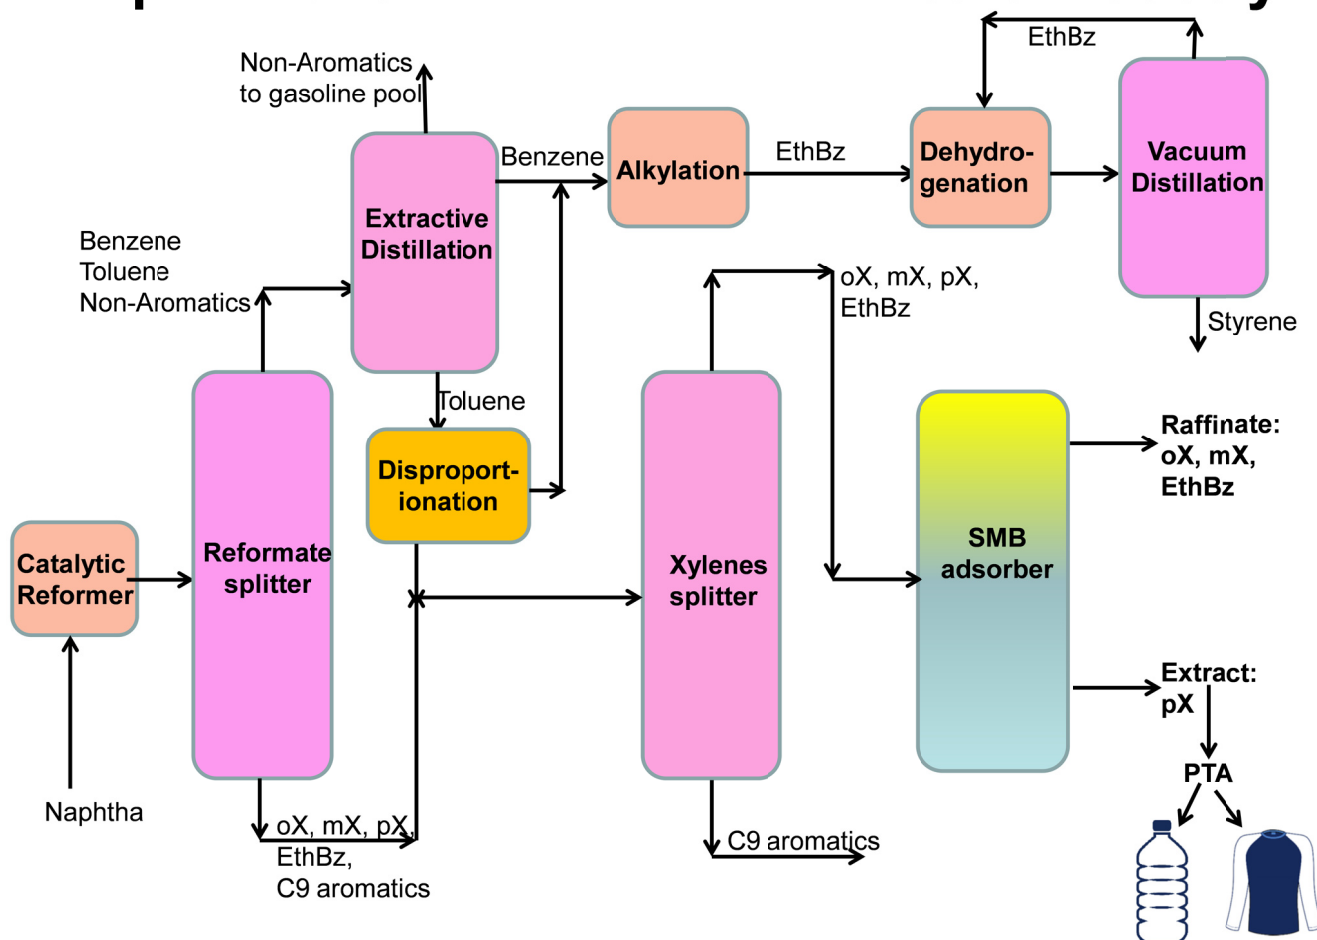 EthBz
Non-Aromatics
to gasoline pool
Benzene
Alkylation
EthBz
Dehydro-
genation
Vacuum
Distillation
Extractive
Distillation
Benzene
Toluene
Non-Aromatics
oX, mX, pX,
EthBz
Styrene
Toluene
Disproport-
ionation
Raffinate:
oX, mX,
EthBz
Catalytic
Reformer
Reformate
splitter
Xylenes
splitter
SMB
adsorber
Extract:
pX
PTA
Naphtha
oX, mX, pX,
EthBz,
C9 aromatics
C9 aromatics